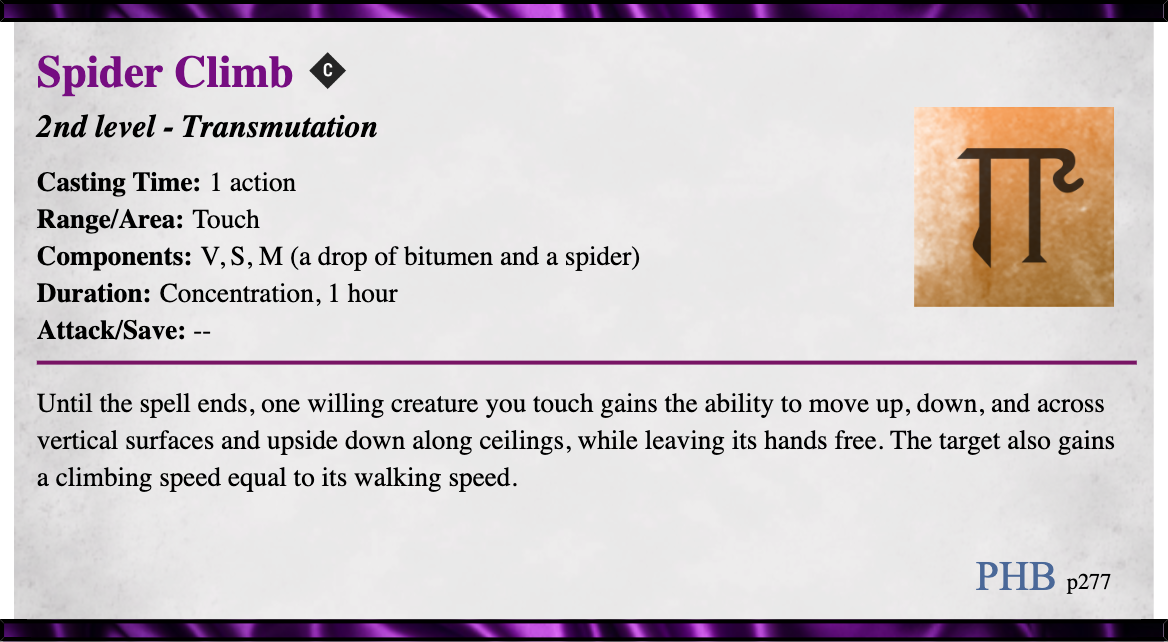 Spider Climb C
2nd level - Transmutation
Casting Time: 1 action
Range/Area: Touch
Components: V, S, M (a drop of bitumen and a spider)
Duration: Concentration, 1 hour
Attack/Save: --
Until the spell ends, one willing creature you touch gains the ability to move up, down, and across
vertical surfaces and upside down along ceilings, while leaving its hands free. The target also gains
a climbing speed equal to its walking speed.
PHB p277